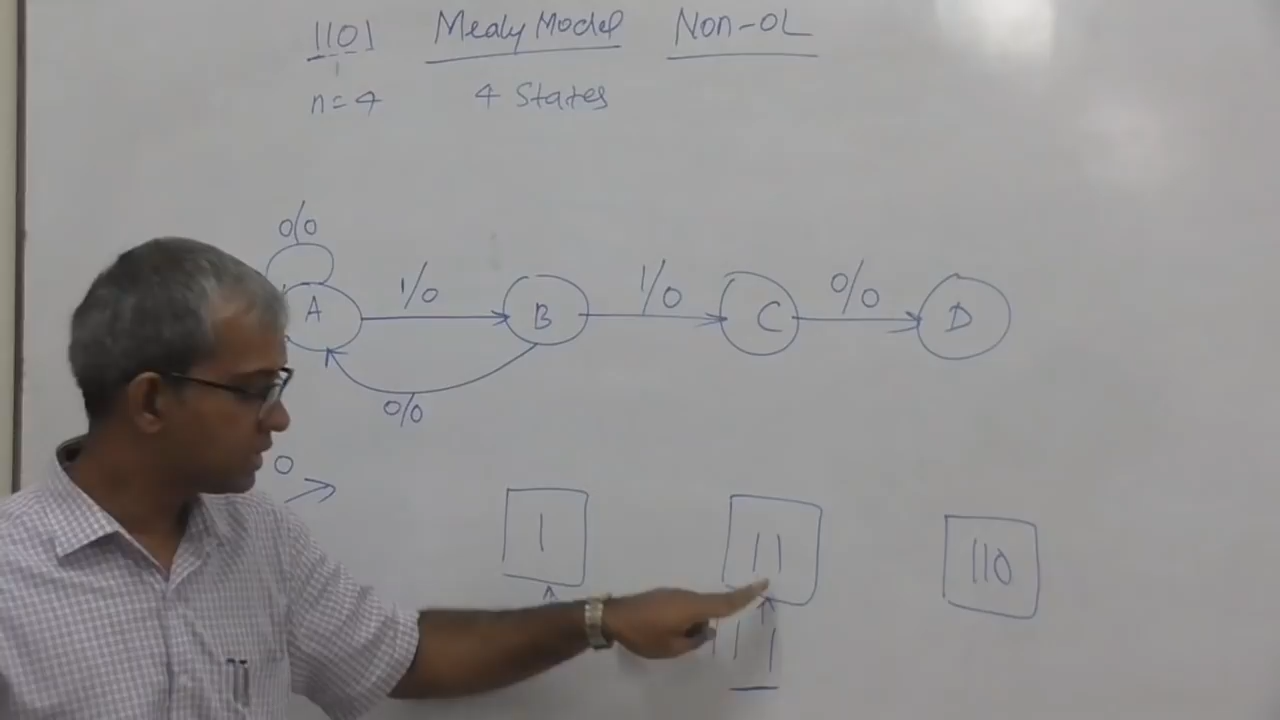 1101 Mealy Model Non-OL
n=4 4 States
0/0
1/0 1/0 0/0
A B C D
0/0
0
1 11 110
111